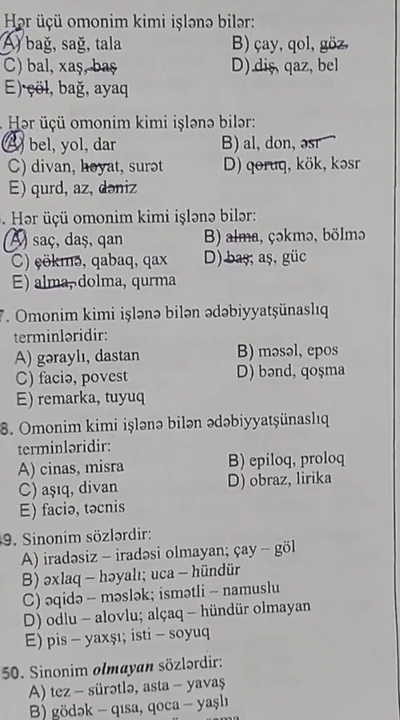 Hər üçü omonim kimi işlənə bilər:
A) bağ, sağ, tala B) çay, qol, göz
C) bal, xaş, baş D) diş, qaz, bel
E) çöl, bağ, ayaq
Hər üçü omonim kimi işlənə bilər:
A) bel, yol, dar B) al, don, əsr
C) divan, həyat, surət D) qoruq, kök, kəsr
E) qurd, az, dəniz
. Hər üçü omonim kimi işlənə bilər:
A) saç, daş, qan B) alma, çəkmə, bölmə
C) çökmə, qabaq, qax D) baş, aş, güc
E) alma, dolma, qurma
7. Omonim kimi işlənə bilən ədəbiyyatşünaslıq
terminləridir:
A) gəraylı, dastan B) məsəl, epos
C) faciə, povest D) bənd, qoşma
E) remarka, tuyuq
8. Omonim kimi işlənə bilən ədəbiyyatşünaslıq
terminləridir:
A) cinas, misra B) epiloq, proloq
C) aşıq, divan D) obraz, lirika
E) faciə, təcnis
49. Sinonim sözlərdir:
A) iradəsiz – iradəsi olmayan; çay – göl
B) əxlaq – həyalı; uca – hündür
C) əqidə – məslək; ismətli – namuslu
D) odlu – alovlu; alçaq – hündür olmayan
E) pis – yaxşı; isti – soyuq
50. Sinonim olmayan sözlərdir:
A) tez – sürətlə, asta – yavaş
B) gödək – qısa, qoca – yaşlı